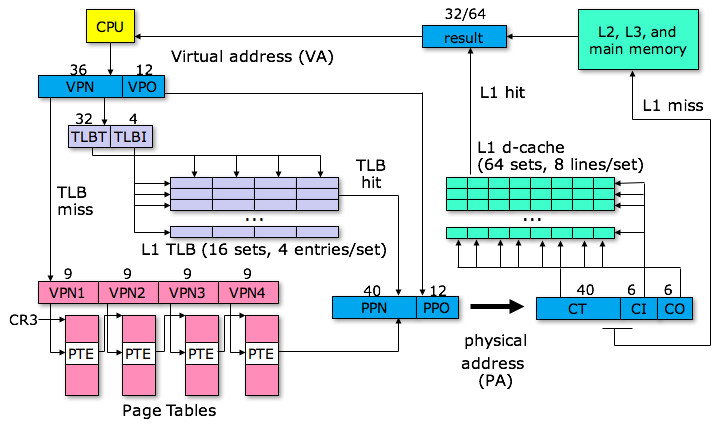 32/64
CPU
result
L2, L3, and
main memory
Virtual address (VA)
36
12
VPN
VPO
L1 hit
L1 miss
32
4
TLBT
TLBI
L1 d-cache
(64 sets, 8 lines/set)
TLB
hit
TLB
miss
...
...
L1 TLB (16 sets, 4 entries/set)
9
9
9
9
VPN1
VPN2
VPN3
VPN4
40
12
PPN
PPO
40
6
6
CT
CI
CO
CR3
PTE
PTE
PTE
PTE
physical
address
(PA)
Page Tables